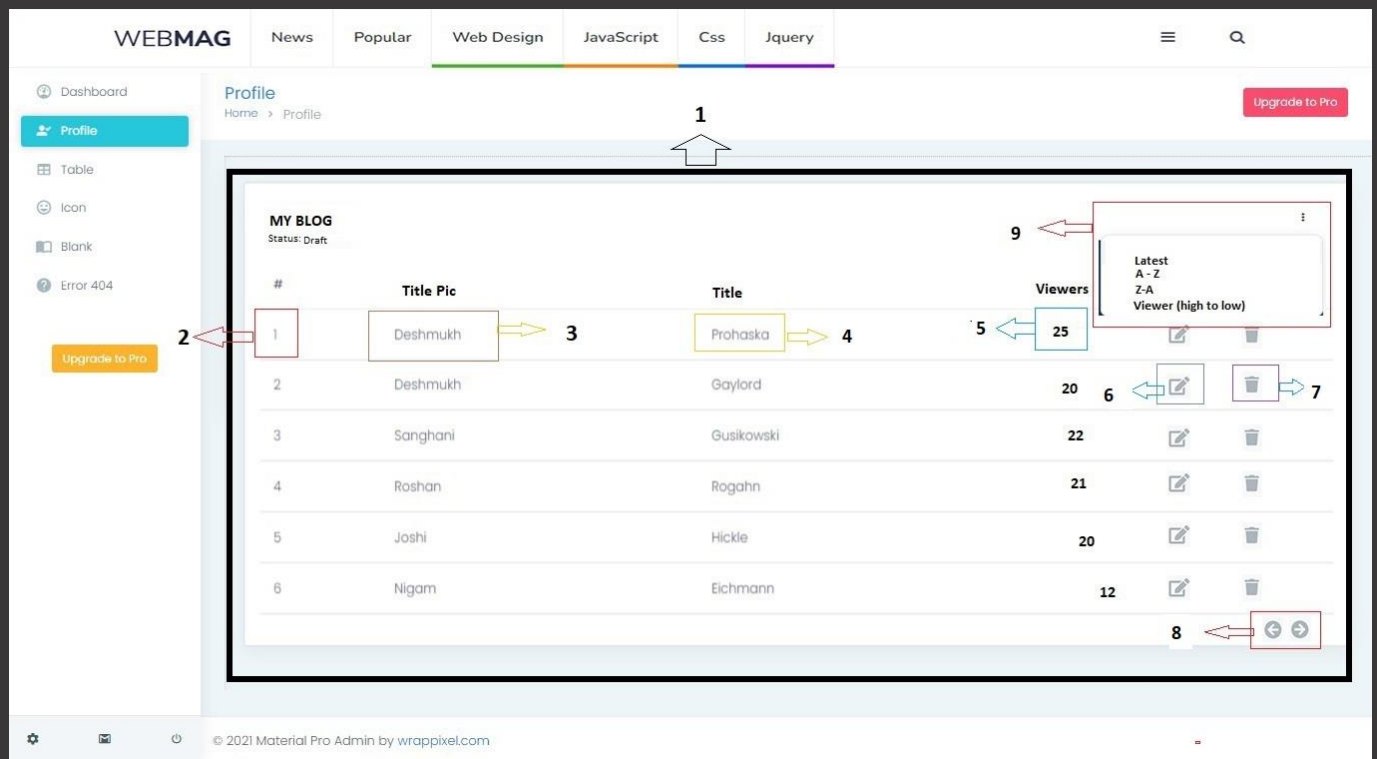 WEBMAG News Popular Web Design JavaScript Css Jquery
Dashboard
Profile
Table
Icon
Blank
Error 404
Upgrade to Pro
Profile
Home > Profile
Upgrade to Pro
1
MY BLOG
Status: Draft
9
Latest
A - Z
Z-A
Viewer (high to low)
# Title Pic Title Viewers
2 1 Deshmukh 3 Prohaska 4 5 25
2 Deshmukh Gaylord 20 6 7
3 Sanghani Gusikowski 22
4 Roshan Rogahn 21
5 Joshi Hickle 20
6 Nigam Eichmann 12
8
© 2021 Material Pro Admin by wrappixel.com